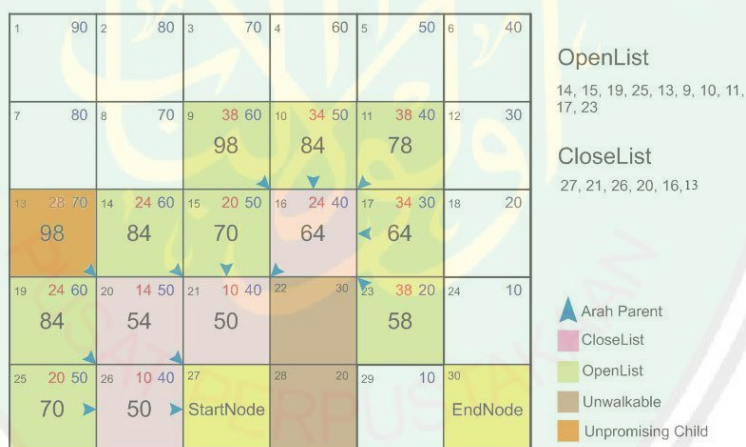 1 90 2 80 3 70 4 60 5 50 6 40
7 80 8 70 9 38 60 10 34 50 11 38 40 12 30
98 84 78
13 28 70 14 24 60 15 20 50 16 24 40 17 34 30 18 20
98 84 70 64 64
19 24 60 20 14 50 21 10 40 22 30 23 38 20 24 10
84 54 50 58
25 20 50 26 10 40 27 28 20 29 10 30
70 50 StartNode EndNode
OpenList
14, 15, 19, 25, 13, 9, 10, 11,
17, 23
CloseList
27, 21, 26, 20, 16,13
Arah Parent
CloseList
OpenList
Unwalkable
Unpromising Child